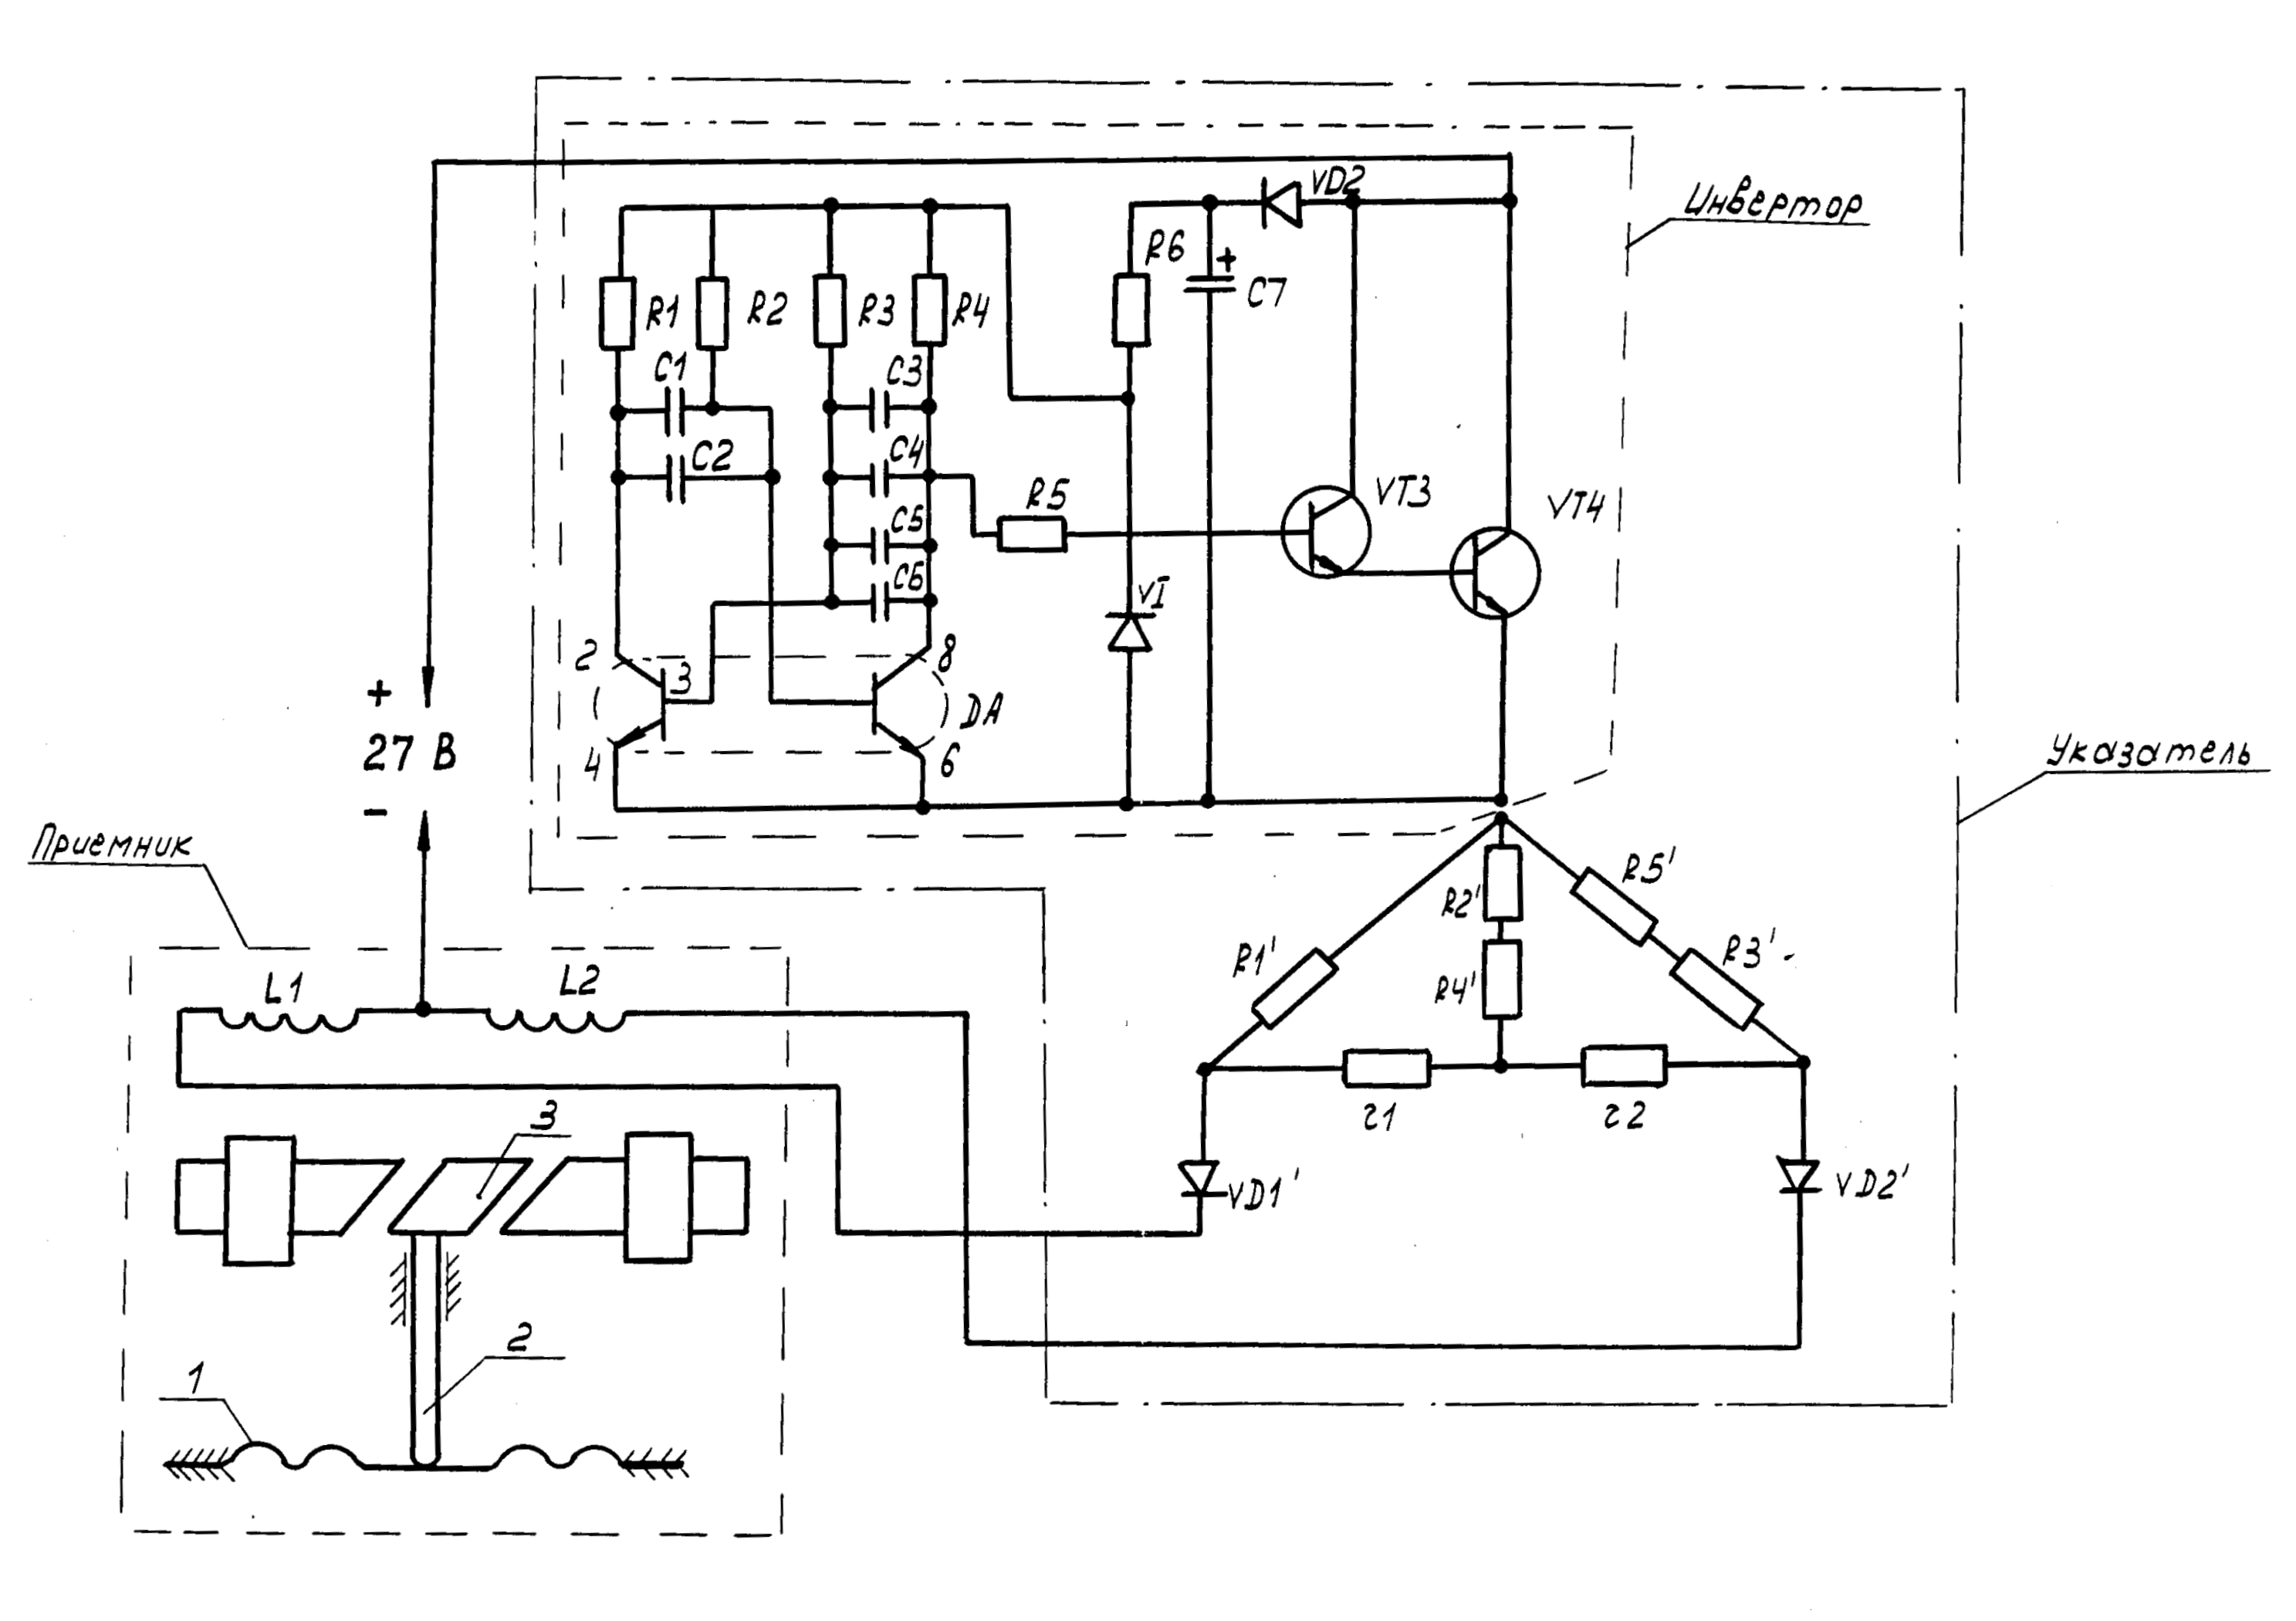 VD2
Инвертор
R6
+
C7
R1
R2
R3
R4
C1
C3
C2
C4
R5
VT3
VT4
C5
C6
VI
2
3
8
DA
4
6
+
27 В
-
Указатель
Приемник
R5'
R2'
R1'
R3'
R4'
L1
L2
r1
r2
3
VD1'
VD2'
2
1